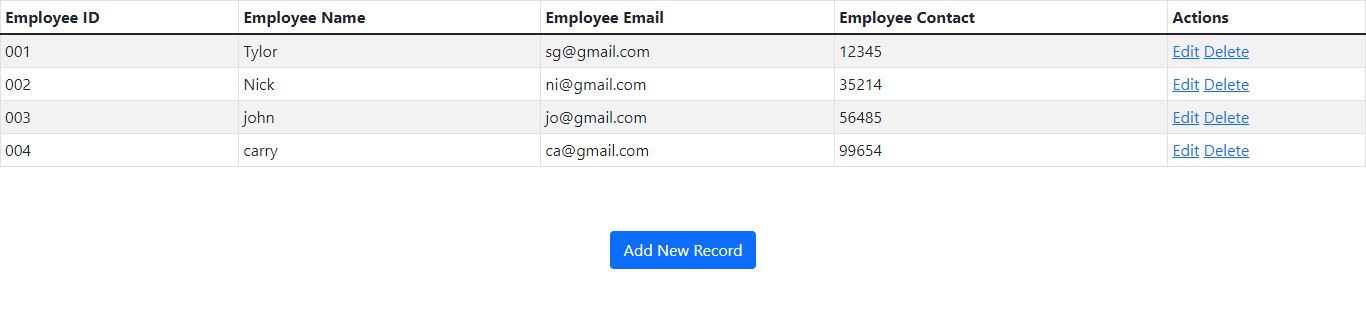 Employee ID Employee Name Employee Email Employee Contact Actions
001 Tylor sg@gmail.com 12345 Edit Delete
002 Nick ni@gmail.com 35214 Edit Delete
003 john jo@gmail.com 56485 Edit Delete
004 carry ca@gmail.com 99654 Edit Delete
Add New Record